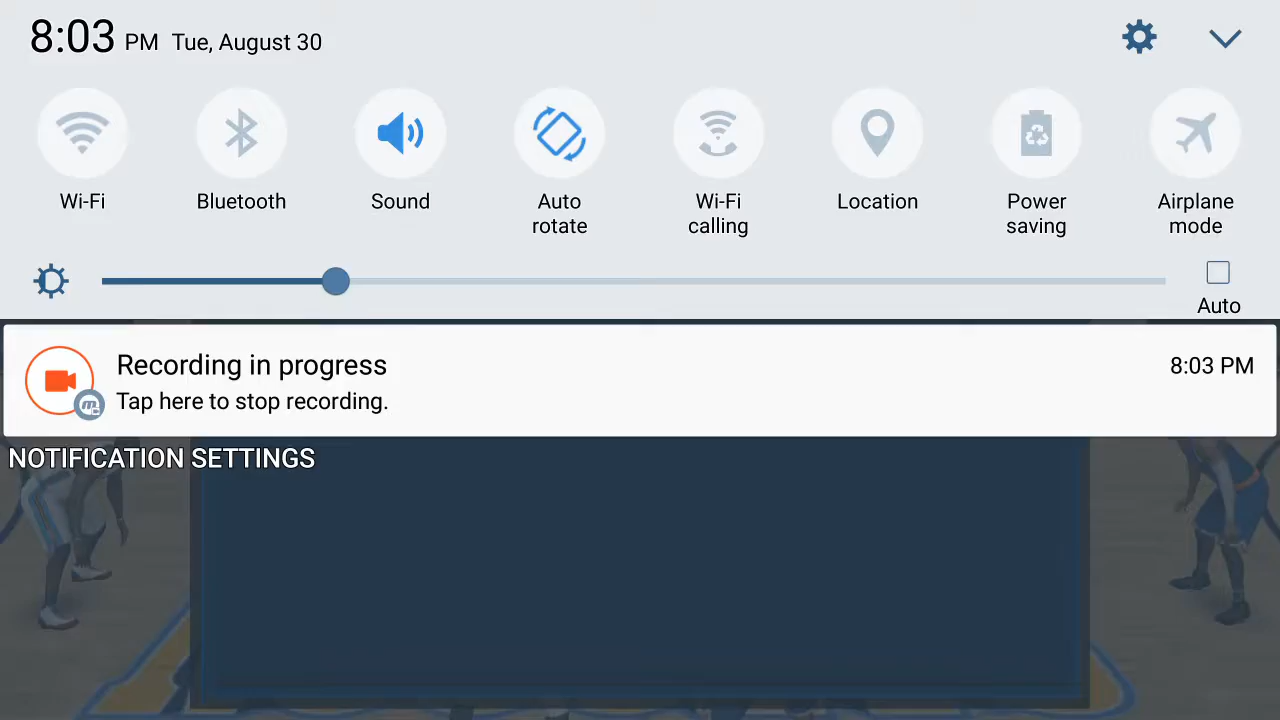 8:03 PM Tue, August 30
Wi-Fi
Bluetooth
Sound
Auto
rotate
Wi-Fi
calling
Location
Power
saving
Airplane
mode
Auto
Recording in progress
8:03 PM
Tap here to stop recording.
NOTIFICATION SETTINGS